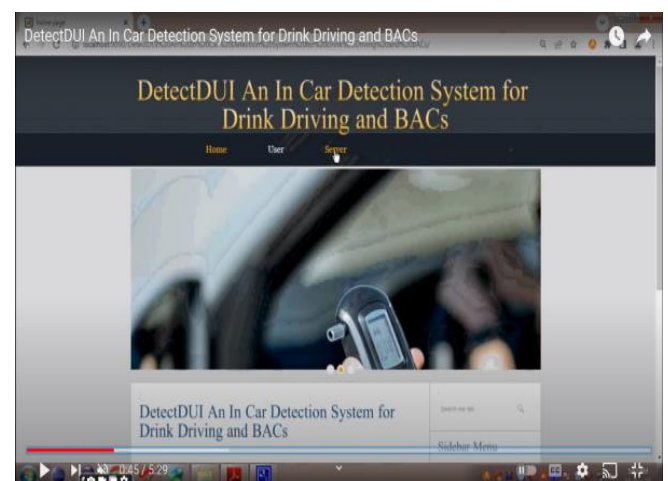 home page
DetectDUI An In Car Detection System for Drink Driving and BACs
DetectDUI An In Car Detection System for
Drink Driving and BACs
Home User Server
DetectDUI An In Car Detection System for
Drink Driving and BACs
Sidebar Menu
0:45 / 5:29